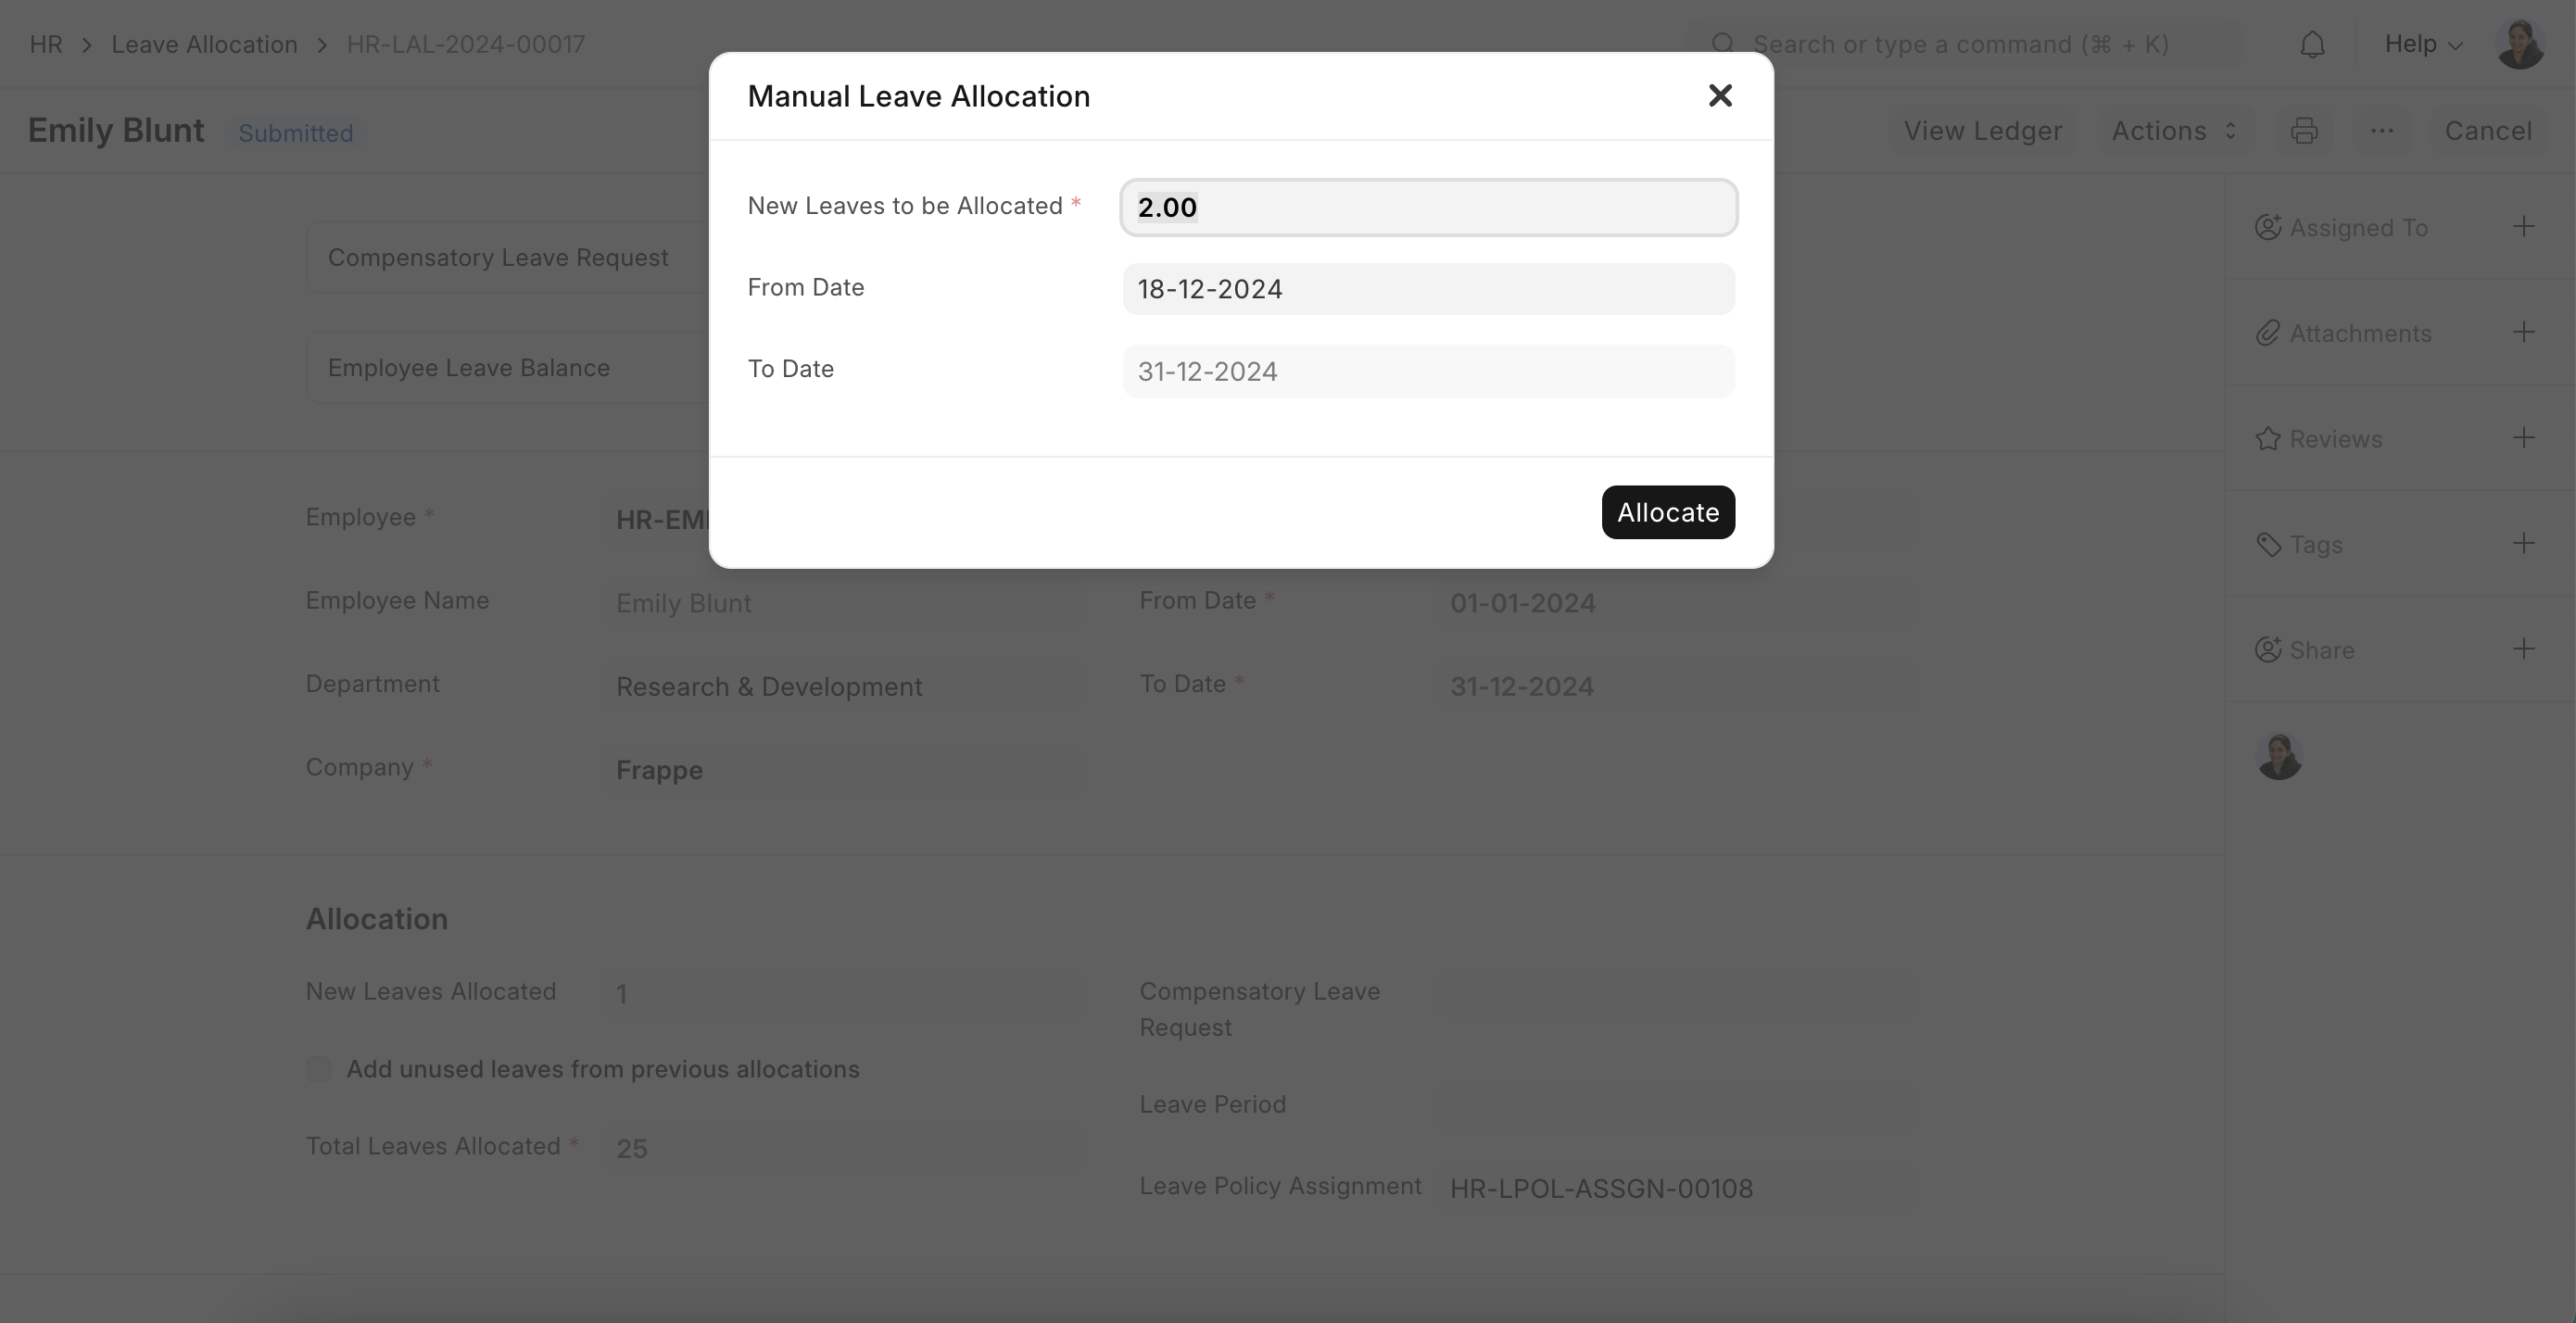 HR > Leave Allocation > HR-LAL-2024-00017
Search or type a command (⌘ + K)
Help
Emily Blunt Submitted
View Ledger Actions ··· Cancel
Manual Leave Allocation
New Leaves to be Allocated * 2.00
From Date 18-12-2024
To Date 31-12-2024
Allocate
Compensatory Leave Request
Employee Leave Balance
Employee *
Employee Name Emily Blunt
Department Research & Development
Company * Frappe
From Date * 01-01-2024
To Date * 31-12-2024
Allocation
New Leaves Allocated 1
Add unused leaves from previous allocations
Total Leaves Allocated * 25
Compensatory Leave
Request
Leave Period
Leave Policy Assignment HR-LPOL-ASSGN-00108
Assigned To +
Attachments +
Reviews +
Tags +
Share +